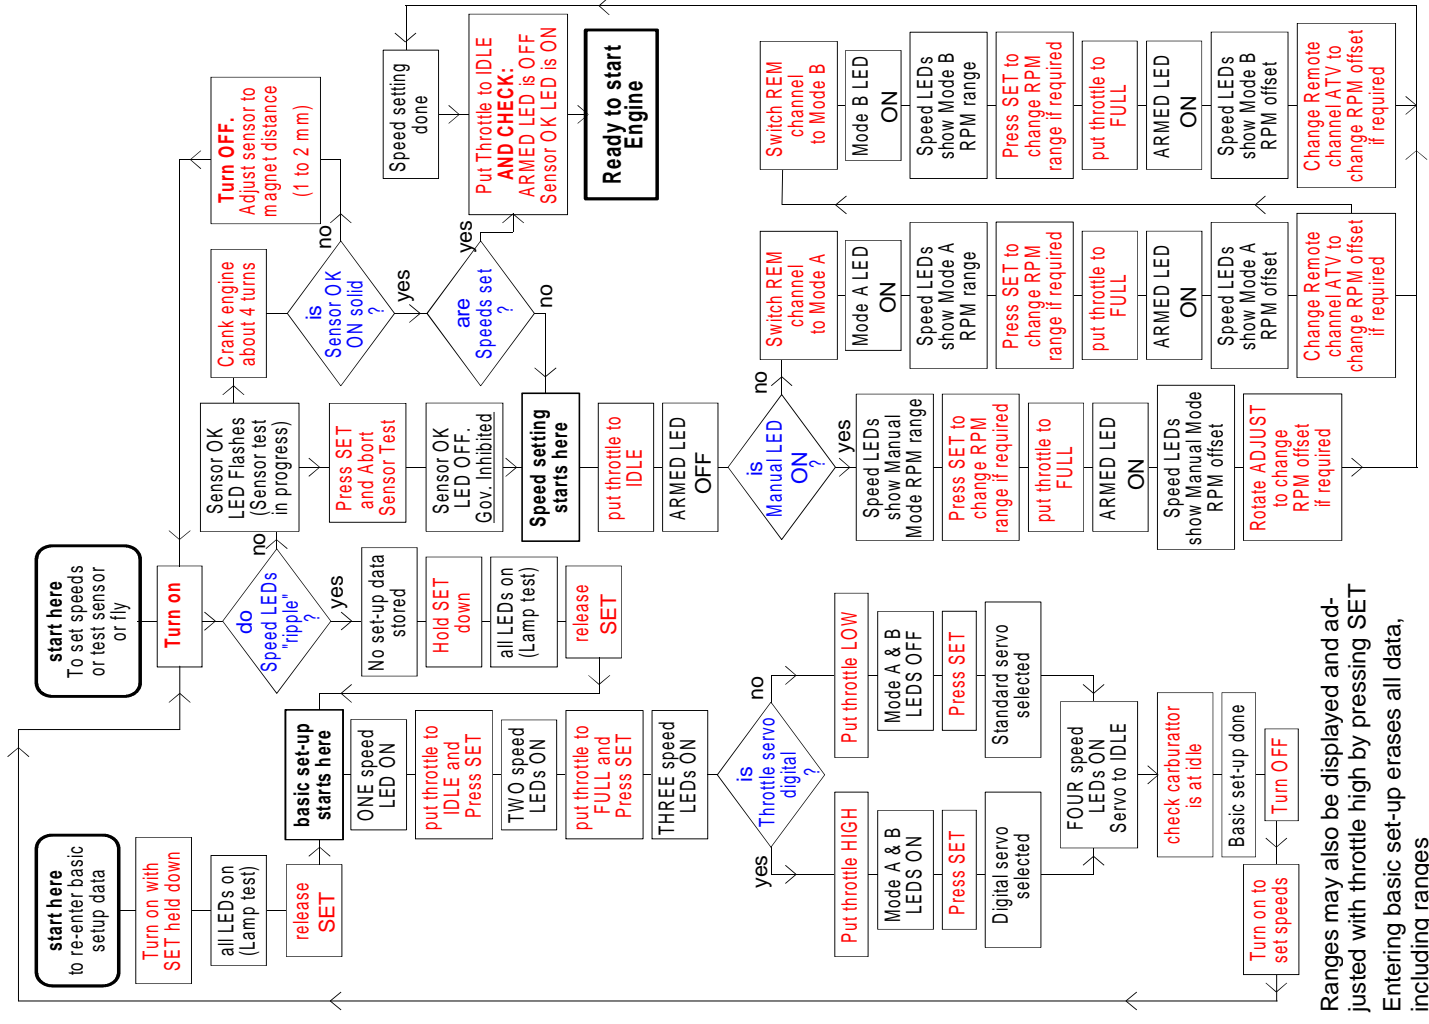 start here
to re-enter basic
setup data
Turn on with
SET held down
all LEDs on
(Lamp test)
release
SET
basic set-up
starts here
ONE speed
LED ON
put throttle to
IDLE and
Press SET
TWO speed
LEDs ON
put throttle to
FULL and
Press SET
THREE speed
LEDs ON
is
Throttle servo
digital
?
yes
no
Put throttle HIGH
Mode A & B
LEDS ON
Press SET
Digital servo
selected
Put throttle LOW
Mode A & B
LEDS OFF
Press SET
Standard servo
selected
FOUR speed
LEDs ON
Servo to IDLE
check carburator
is at idle
Basic set-up done
Turn OFF
Turn on to
set speeds
start here
To set speeds
or test sensor
or fly
Turn on
do
Speed LEDs
"ripple"
?
yes
no
No set-up data
stored
Hold SET
down
all LEDs on
(Lamp test)
release
SET
Sensor OK
LED Flashes
(Sensor test
in progress)
Press SET
and Abort
Sensor Test
Sensor OK
LED OFF.
Gov. Inhibited
Crank engine
about 4 turns
is
Sensor OK
ON solid
?
no
yes
Turn OFF.
Adjust sensor to
magnet distance
(1 to 2 mm)
are
Speeds set
?
yes
no
Speed setting
done
Put Throttle to IDLE
AND CHECK:
ARMED LED is OFF
Sensor OK LED is ON
Ready to start
Engine
Speed setting
starts here
put throttle to
IDLE
ARMED LED
OFF
is
Manual LED
ON
?
yes
no
Speed LEDs
show Manual
Mode RPM range
Press SET to
change RPM
range if required
put throttle to
FULL
ARMED LED
ON
Speed LEDs
show Manual Mode
RPM offset
Rotate ADJUST
to change
RPM offset
if required
Switch REM
channel
to Mode A
Mode A LED
ON
Speed LEDs
show Mode A
RPM range
Press SET to
change RPM
range if required
put throttle to
FULL
ARMED LED
ON
Speed LEDs
show Mode A
RPM offset
Change Remote
channel ATV to
change RPM offset
if required
Switch REM
channel
to Mode B
Mode B LED
ON
Speed LEDs
show Mode B
RPM range
Press SET to
change RPM
range if required
put throttle to
FULL
ARMED LED
ON
Speed LEDs
show Mode B
RPM offset
Change Remote
channel ATV to
change RPM offset
if required
Ranges may also be displayed and ad-
justed with throttle high by pressing SET
Entering basic set-up erases all data,
including ranges